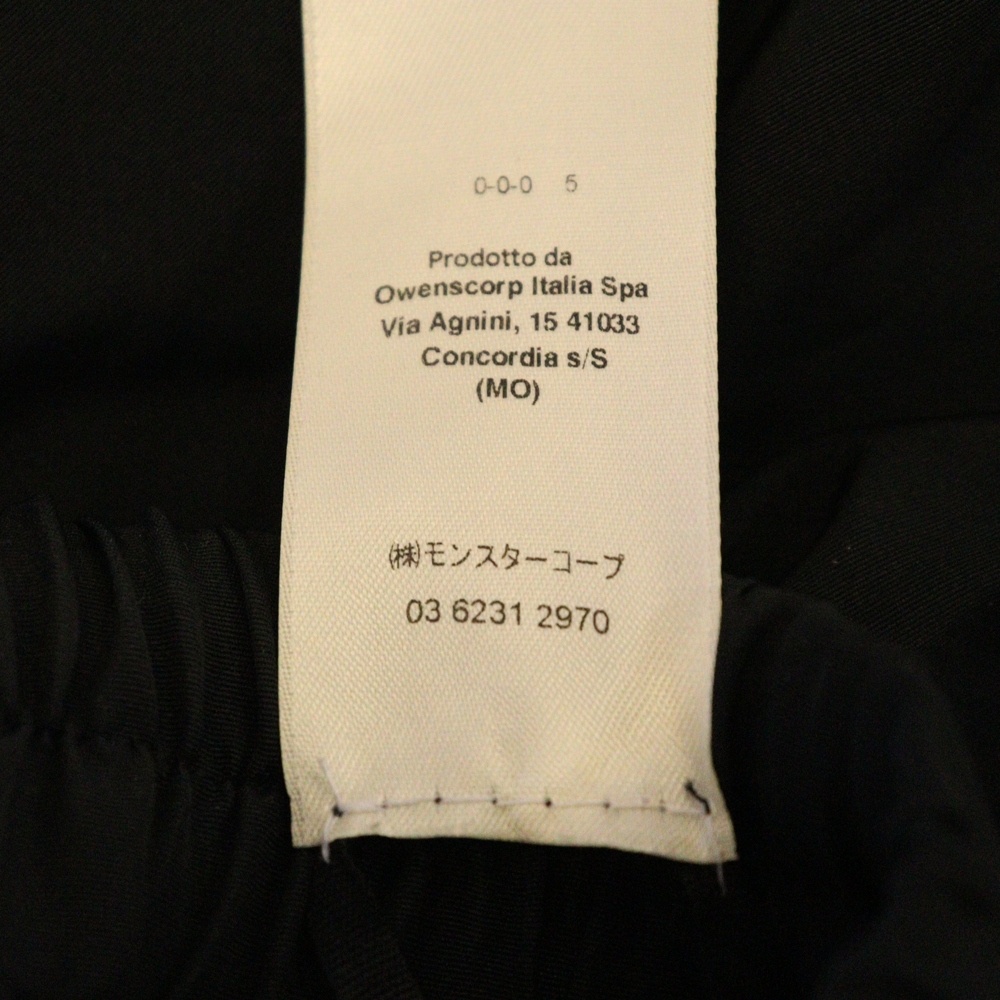 0-0-0 5
Prodotto da
Owenscorp Italia Spa
Via Agnini, 15 41033
Concordia s/S
(MO)
㈱モンスターコープ
03 6231 2970